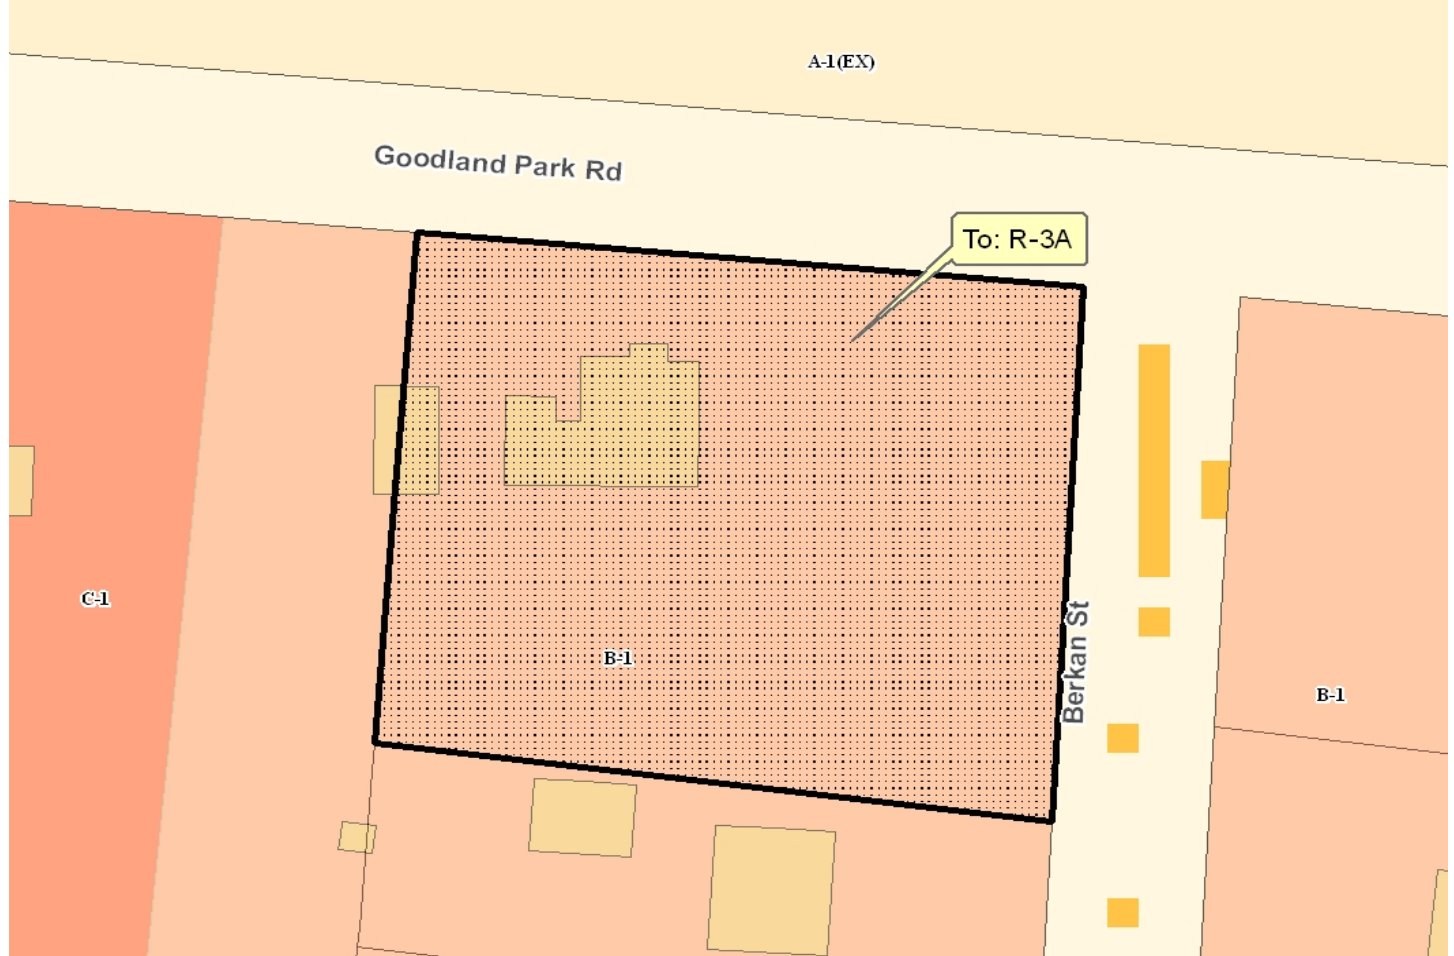 A-1(EX)
Goodland Park Rd
To: R-3A
C-1
B-1
Berkan St
B-1